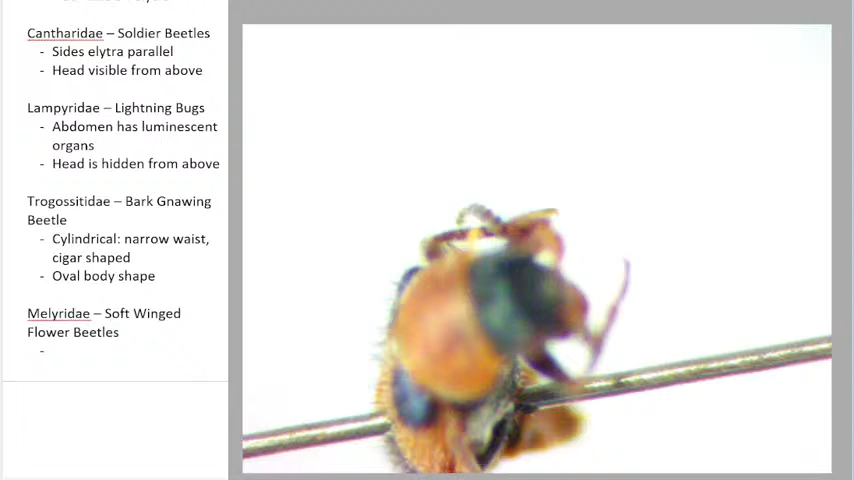 Cantharidae – Soldier Beetles
- Sides elytra parallel
- Head visible from above
Lampyridae – Lightning Bugs
- Abdomen has luminescent
organs
- Head is hidden from above
Trogossitidae – Bark Gnawing
Beetle
- Cylindrical: narrow waist,
cigar shaped
- Oval body shape
Melyridae – Soft Winged
Flower Beetles
-